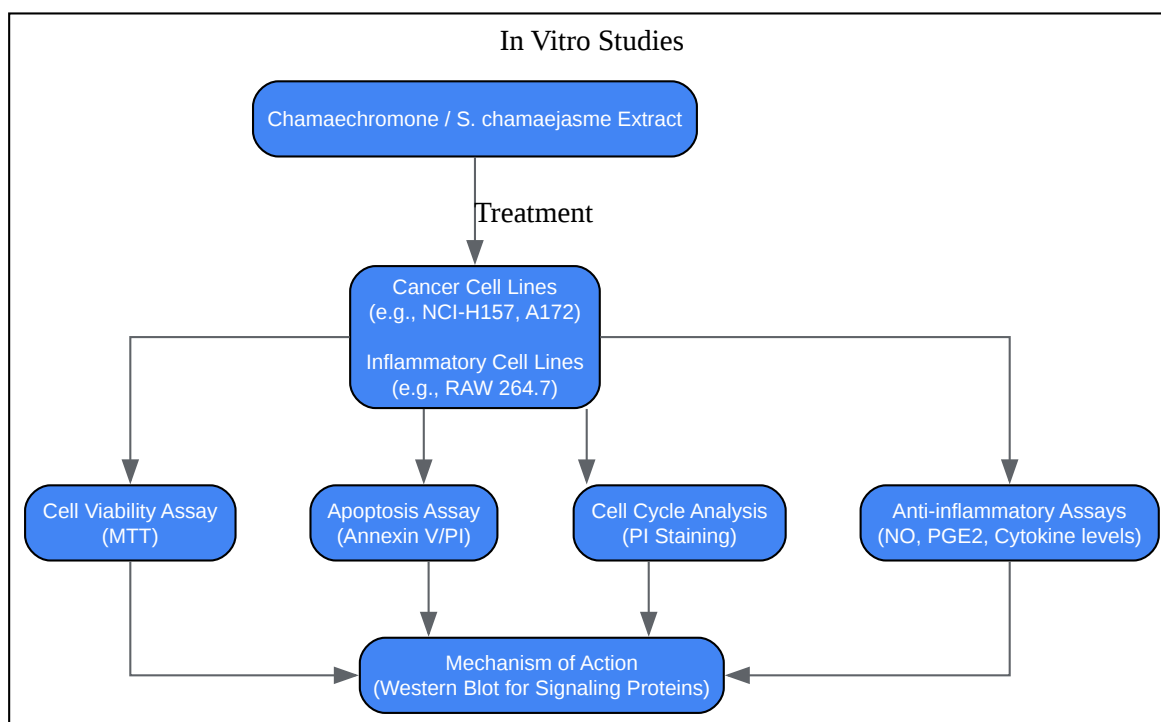 In Vitro Studies
Chamaechromone / S. chamaejasme Extract
Treatment
Cancer Cell Lines
(e.g., NCI-H157, A172)
Inflammatory Cell Lines
(e.g., RAW 264.7)
Cell Viability Assay
(MTT)
Apoptosis Assay
(Annexin V/PI)
Cell Cycle Analysis
(PI Staining)
Anti-inflammatory Assays
(NO, PGE2, Cytokine levels)
Mechanism of Action
(Western Blot for Signaling Proteins)